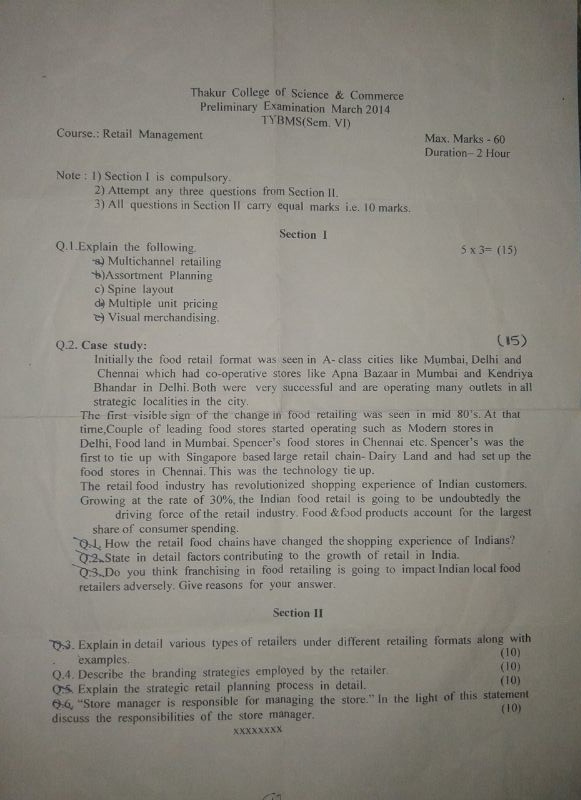 Thakur College of Science & Commerce
Preliminary Examination March 2014
TYBMS(Sem. VI)
Course.: Retail Management
Max. Marks - 60
Duration– 2 Hour
Note : 1) Section I is compulsory.
2) Attempt any three questions from Section II.
3) All questions in Section II carry equal marks i.e. 10 marks.
Section I
Q.1.Explain the following. 5 x 3= (15)
a) Multichannel retailing
b)Assortment Planning
c) Spine layout
d) Multiple unit pricing
e) Visual merchandising.
Q.2. Case study: (15)
Initially the food retail format was seen in A- class cities like Mumbai, Delhi and
Chennai which had co-operative stores like Apna Bazaar in Mumbai and Kendriya
Bhandar in Delhi. Both were very successful and are operating many outlets in all
strategic localities in the city.
The first visible sign of the change in food retailing was seen in mid 80's. At that
time,Couple of leading food stores started operating such as Modern stores in
Delhi, Food land in Mumbai. Spencer's food stores in Chennai etc. Spencer's was the
first to tie up with Singapore based large retail chain- Dairy Land and had set up the
food stores in Chennai. This was the technology tie up.
The retail food industry has revolutionized shopping experience of Indian customers.
Growing at the rate of 30%, the Indian food retail is going to be undoubtedly the
driving force of the retail industry. Food &food products account for the largest
share of consumer spending.
Q.1. How the retail food chains have changed the shopping experience of Indians?
Q.2.State in detail factors contributing to the growth of retail in India.
Q.3.Do you think franchising in food retailing is going to impact Indian local food
retailers adversely. Give reasons for your answer.
Section II
Q.3. Explain in detail various types of retailers under different retailing formats along with
examples. (10)
Q.4. Describe the branding strategies employed by the retailer. (10)
Q.5. Explain the strategic retail planning process in detail. (10)
Q.6. “Store manager is responsible for managing the store.” In the light of this statement
discuss the responsibilities of the store manager. (10)
xxxxxxxx